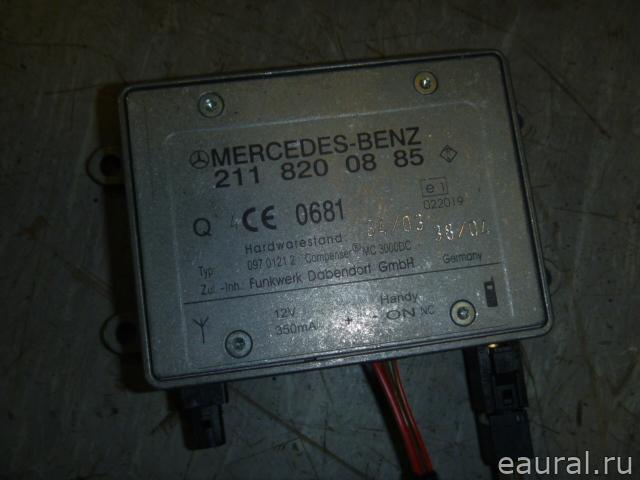 MERCEDES-BENZ
211 820 08 85
e1
022019
Q 4 CE 0681
34/03 38/04
Hardwarestand
Typ: 097 0121 2 Compenser® MC 3000DC
Zul.-Inh.: Funkwerk Dabendorf GmbH Germany
12V Handy
350mA + - ON NC
eaural.ru